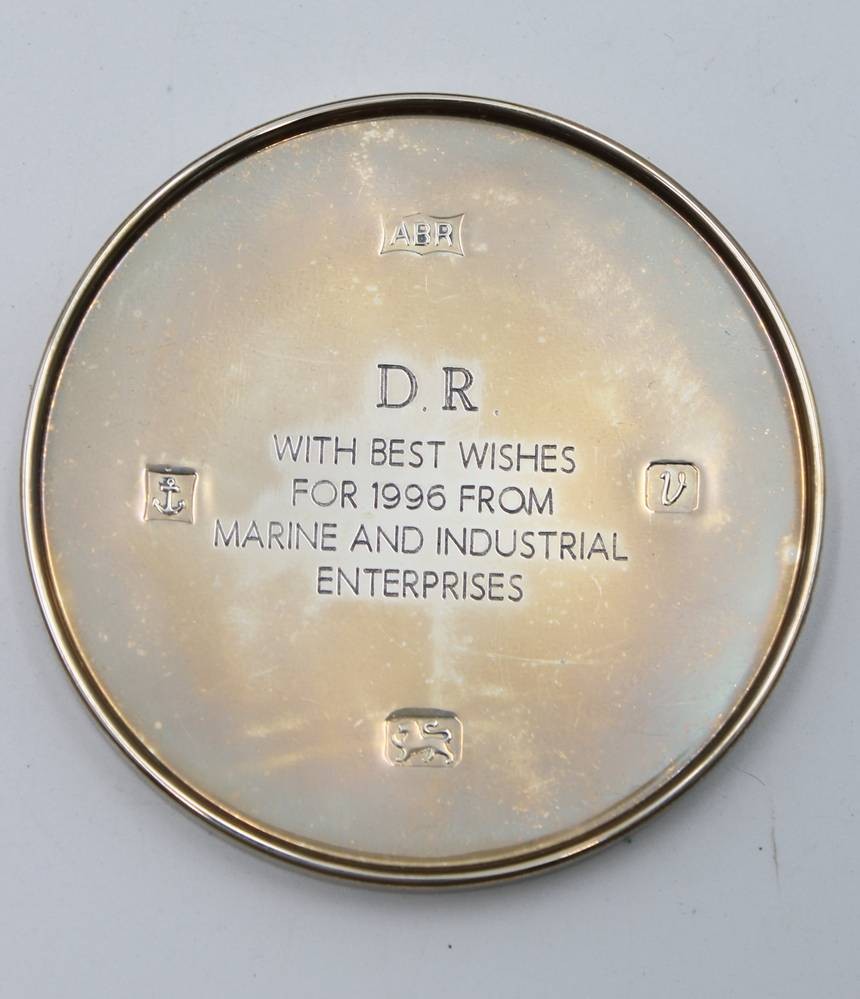 ABR
D.R.
WITH BEST WISHES
FOR 1996 FROM
MARINE AND INDUSTRIAL
ENTERPRISES
v